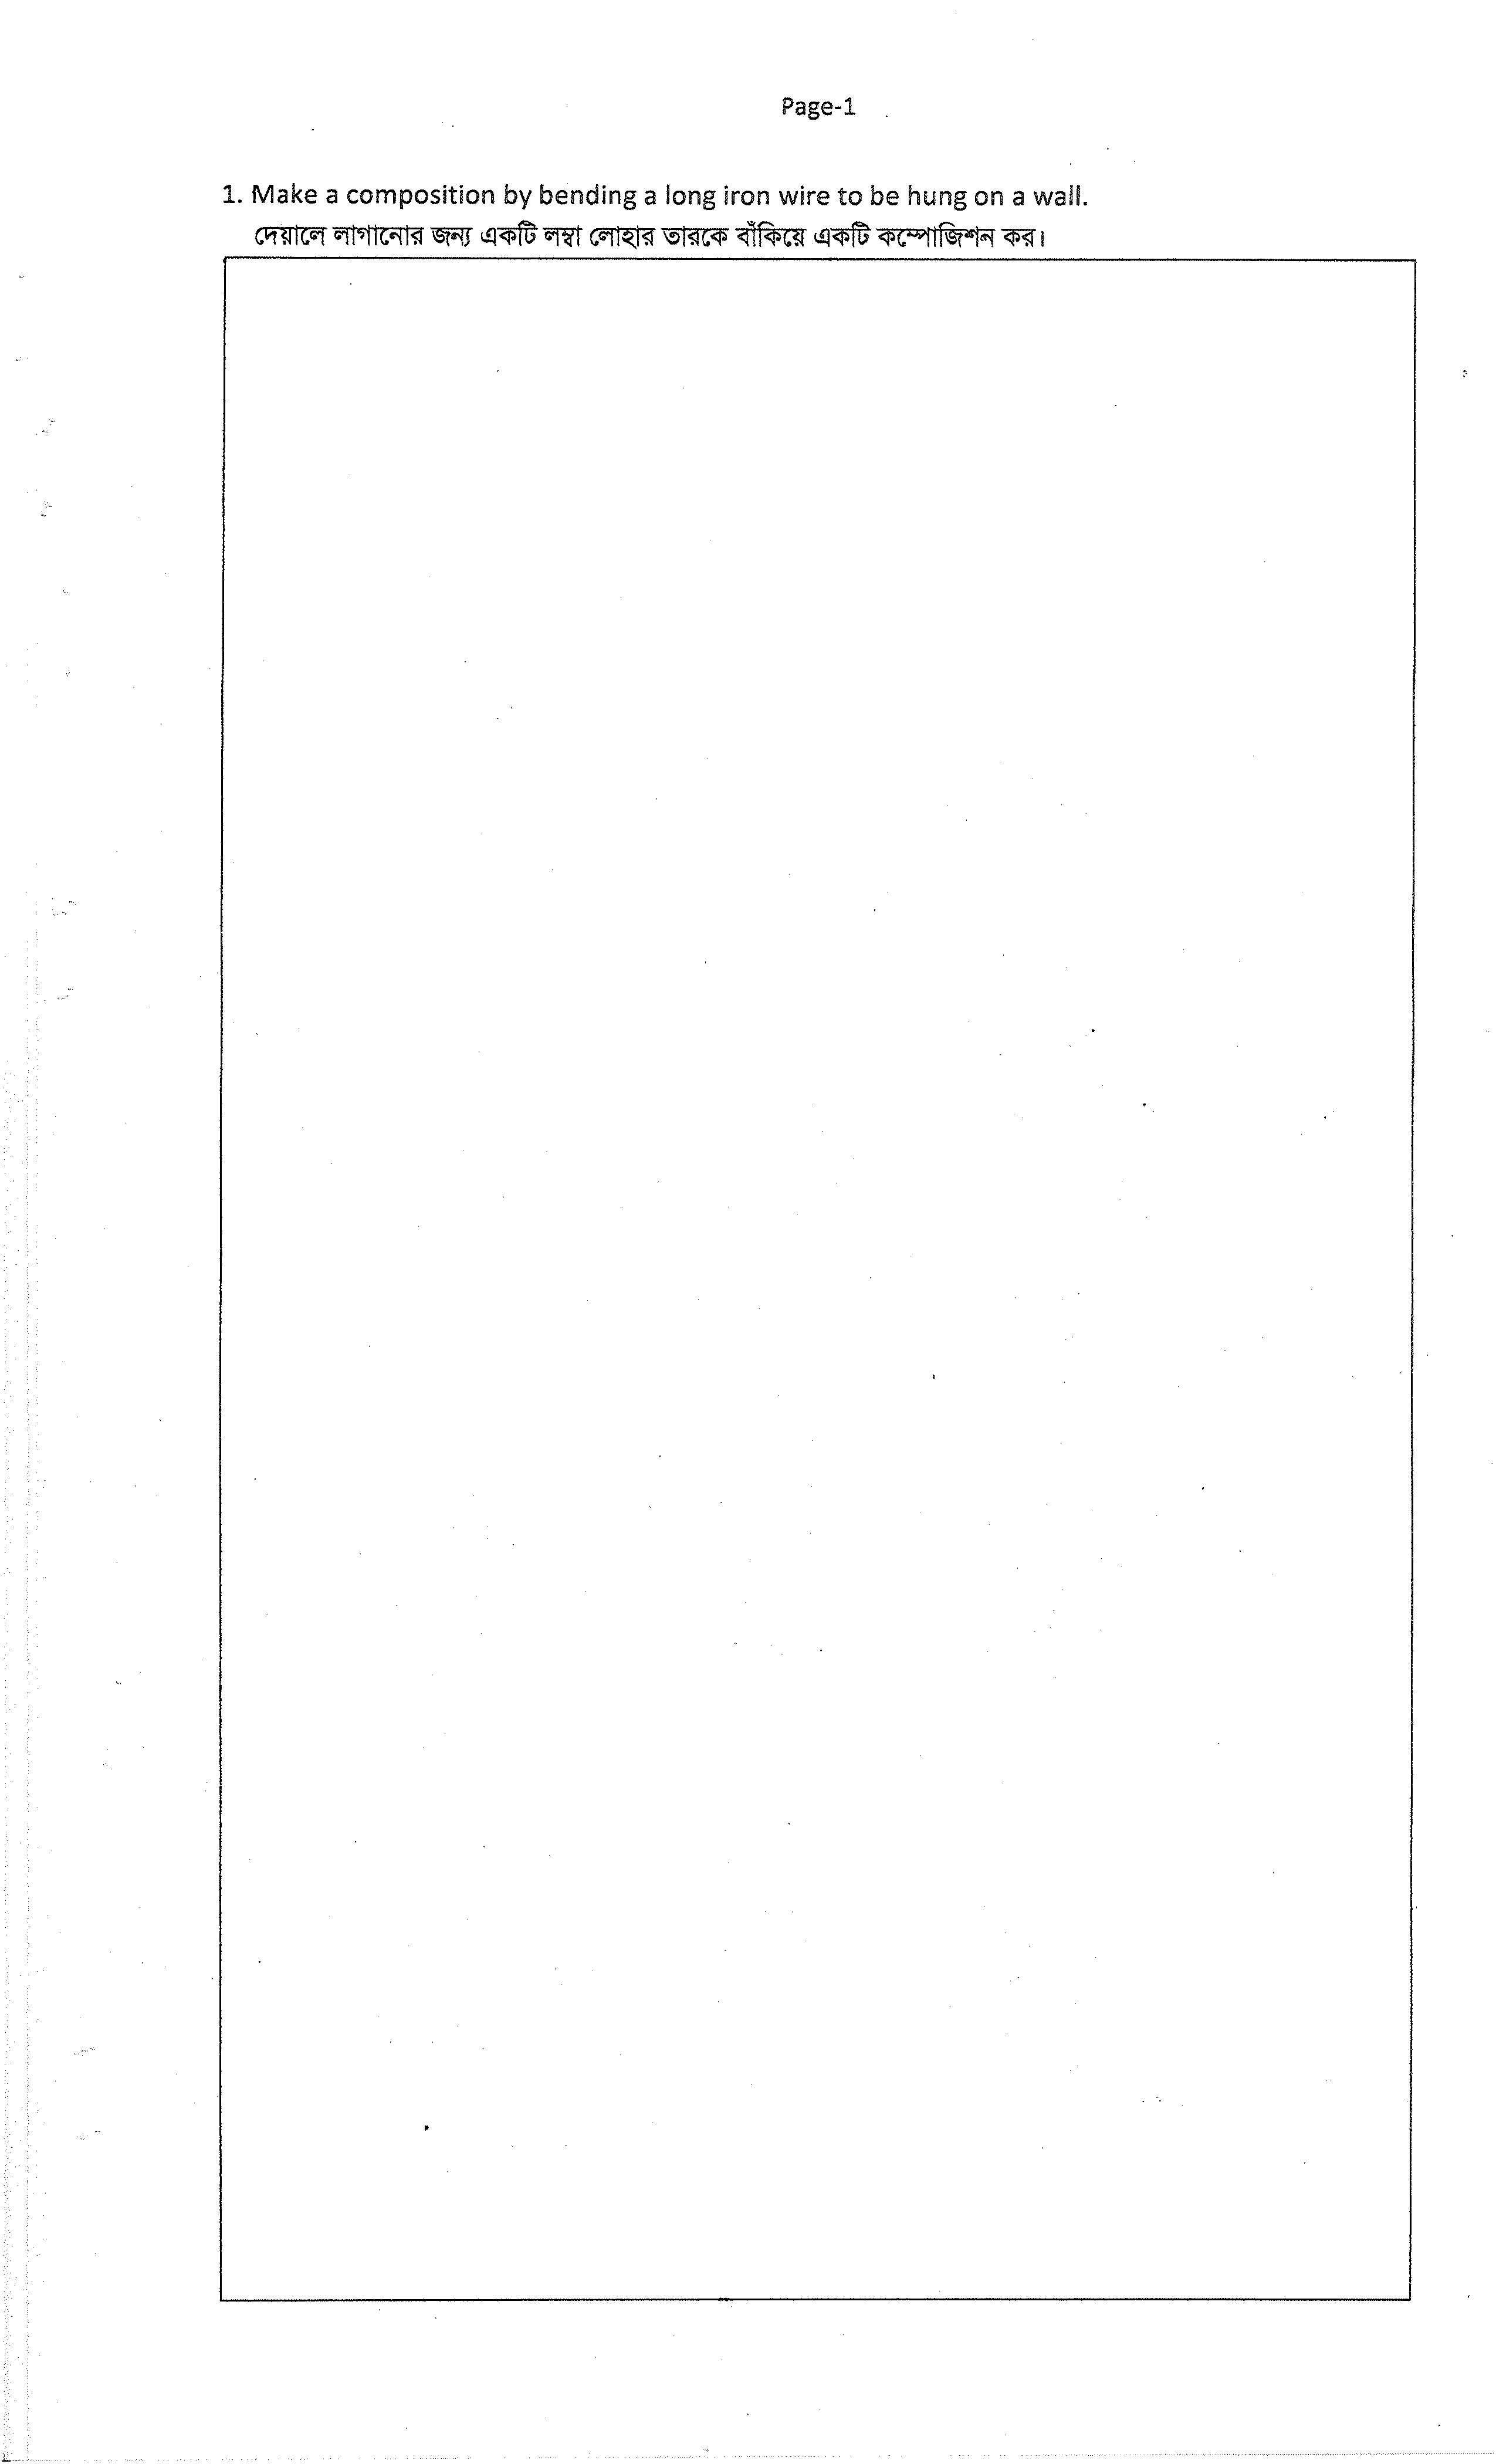 Page-1
1. Make a composition by bending a long iron wire to be hung on a wall.
দেয়ালে লাগানোর জন্য একটি লম্বা লোহার তারকে বাঁকিয়ে একটি কম্পোজিশন কর।